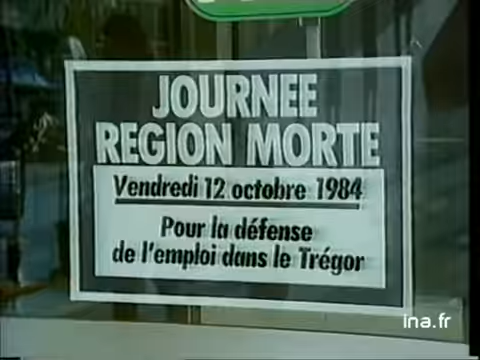 JOURNEE
REGION MORTE
Vendredi 12 octobre 1984
Pour la défense
de l'emploi dans le Trégor
ina.fr